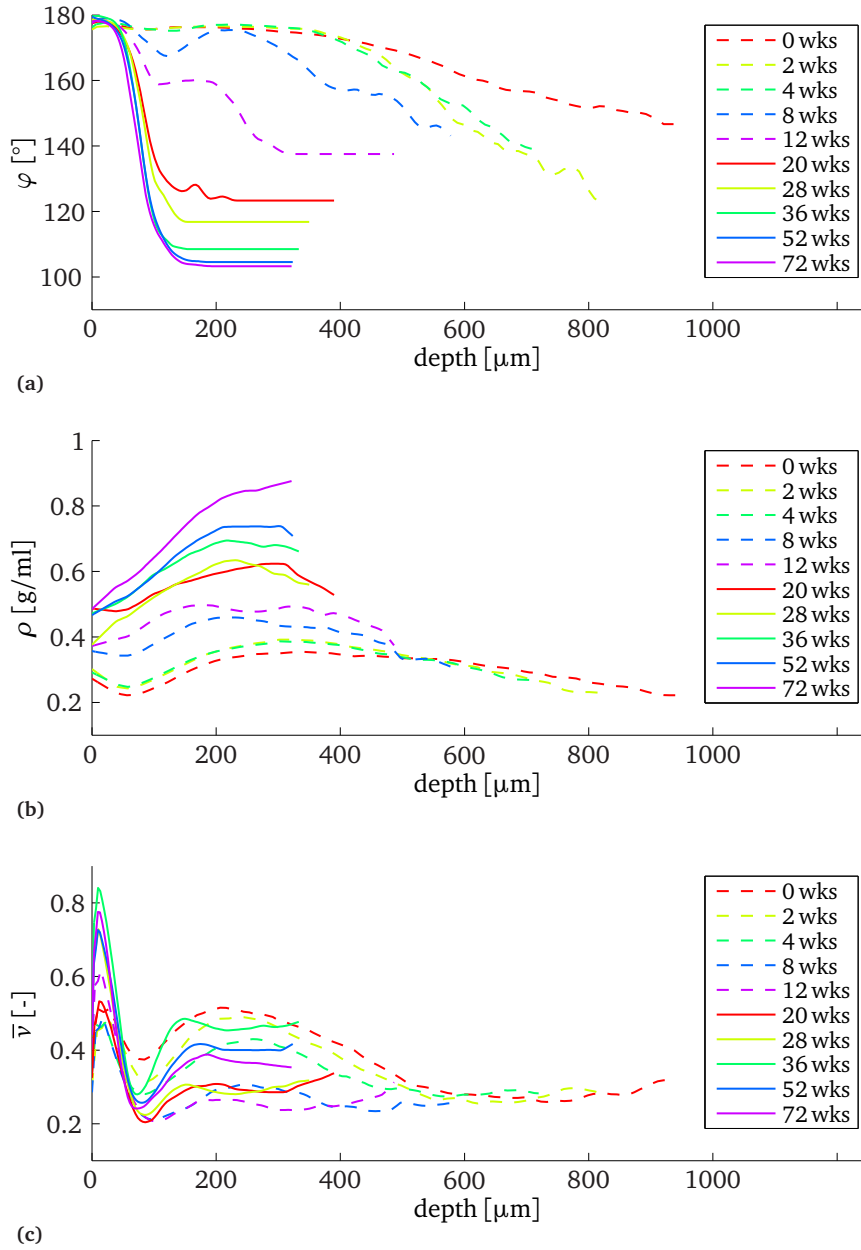 180
160
140
120
100
φ [°]
0 200 400 600 800 1000
depth [μm]
0 wks
2 wks
4 wks
8 wks
12 wks
20 wks
28 wks
36 wks
52 wks
72 wks
(a)
1
0.8
0.6
0.4
0.2
ρ [g/ml]
0 200 400 600 800 1000
depth [μm]
0 wks
2 wks
4 wks
8 wks
12 wks
20 wks
28 wks
36 wks
52 wks
72 wks
(b)
0.8
0.6
0.4
0.2
ν̅ [-]
0 200 400 600 800 1000
depth [μm]
0 wks
2 wks
4 wks
8 wks
12 wks
20 wks
28 wks
36 wks
52 wks
72 wks
(c)